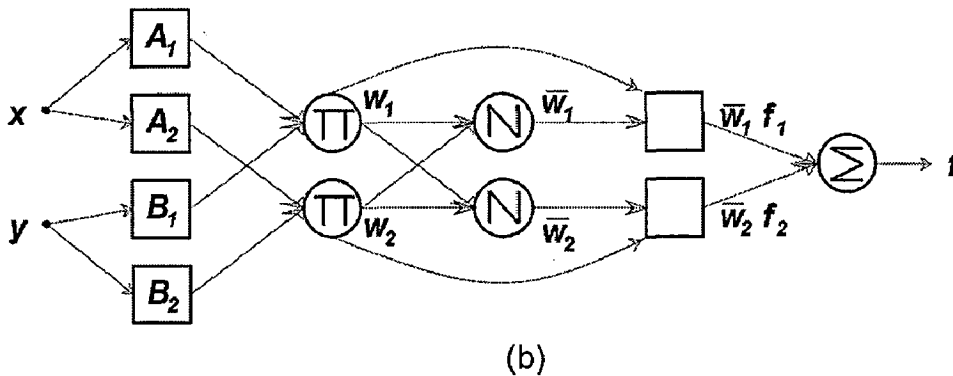 A₁
x
A₂
y
B₁
B₂
Π w₁
Π w₂
N w̅₁
N w̅₂
w̅₁ f₁
w̅₂ f₂
Σ
f
(b)